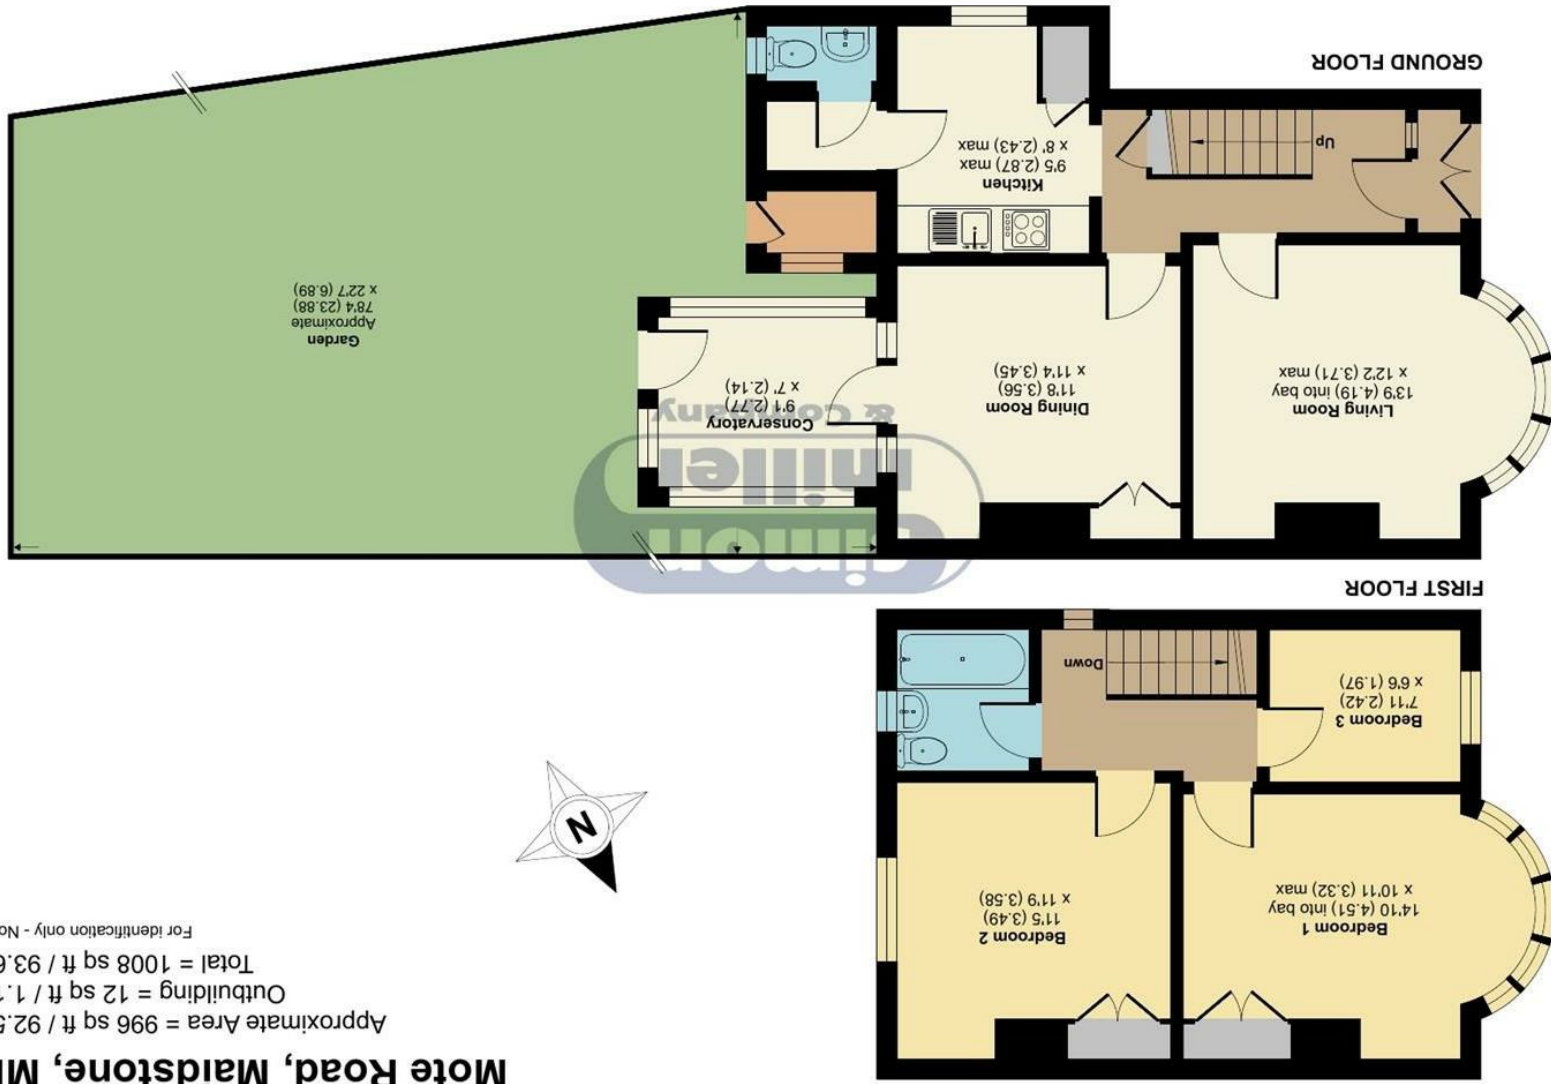 Mote Road, Maidstone,
Approximate Area = 996 sq ft / 92.5
Outbuilding = 12 sq ft / 1.1
Total = 1008 sq ft / 93.6
For identification only - No
N
Bedroom 1
14'10 (4.51) into bay
x 10'11 (3.32) max
Bedroom 2
11'5 (3.49)
x 11'9 (3.58)
Bedroom 3
7'11 (2.42)
x 6'6 (1.97)
Down
FIRST FLOOR
simon
miller
& Company
Garden
Approximate
78'4 (23.88)
x 22'7 (6.89)
Conservatory
9'1 (2.77)
x 7' (2.14)
Dining Room
11'8 (3.56)
x 11'4 (3.45)
Living Room
13'9 (4.19) into bay
x 12'2 (3.71) max
Kitchen
9'5 (2.87) max
x 8' (2.43) max
Up
GROUND FLOOR